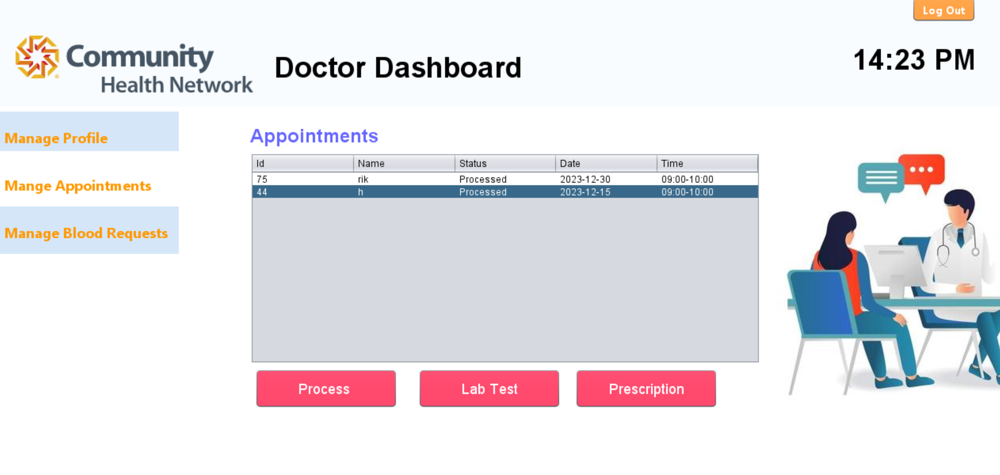 Log Out
Community
Health Network
Doctor Dashboard
14:23 PM
Manage Profile
Mange Appointments
Manage Blood Requests
Appointments
Id Name Status Date Time
75 rik Processed 2023-12-30 09:00-10:00
44 h Processed 2023-12-15 09:00-10:00
Process Lab Test Prescription